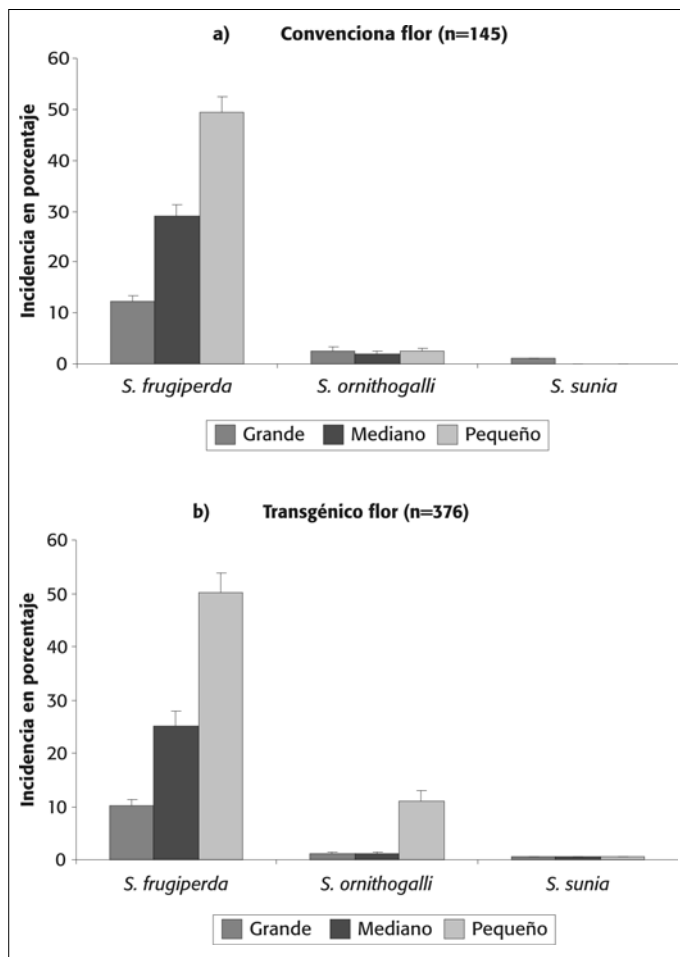 a) Convenciona flor (n=145)
Incidencia en porcentaje
60
50
40
30
20
10
0
S. frugiperda S. ornithogalli S. sunia
Grande Mediano Pequeño
b) Transgénico flor (n=376)
Incidencia en porcentaje
60
50
40
30
20
10
0
S. frugiperda S. ornithogalli S. sunia
Grande Mediano Pequeño